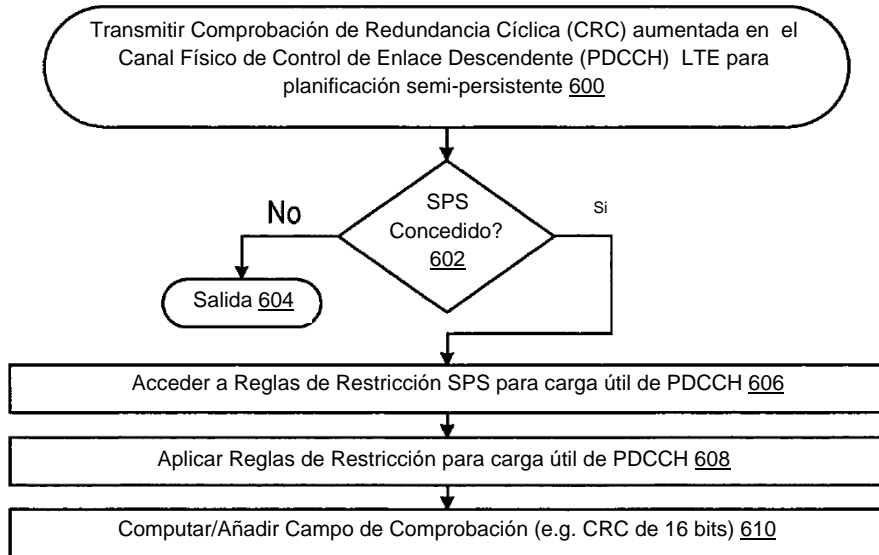 Transmitir Comprobación de Redundancia Cíclica (CRC) aumentada en el
Canal Físico de Control de Enlace Descendente (PDCCH) LTE para
planificación semi-persistente 600
SPS
Concedido?
602
No
Si
Salida 604
Acceder a Reglas de Restricción SPS para carga útil de PDCCH 606
Aplicar Reglas de Restricción para carga útil de PDCCH 608
Computar/Añadir Campo de Comprobación (e.g. CRC de 16 bits) 610